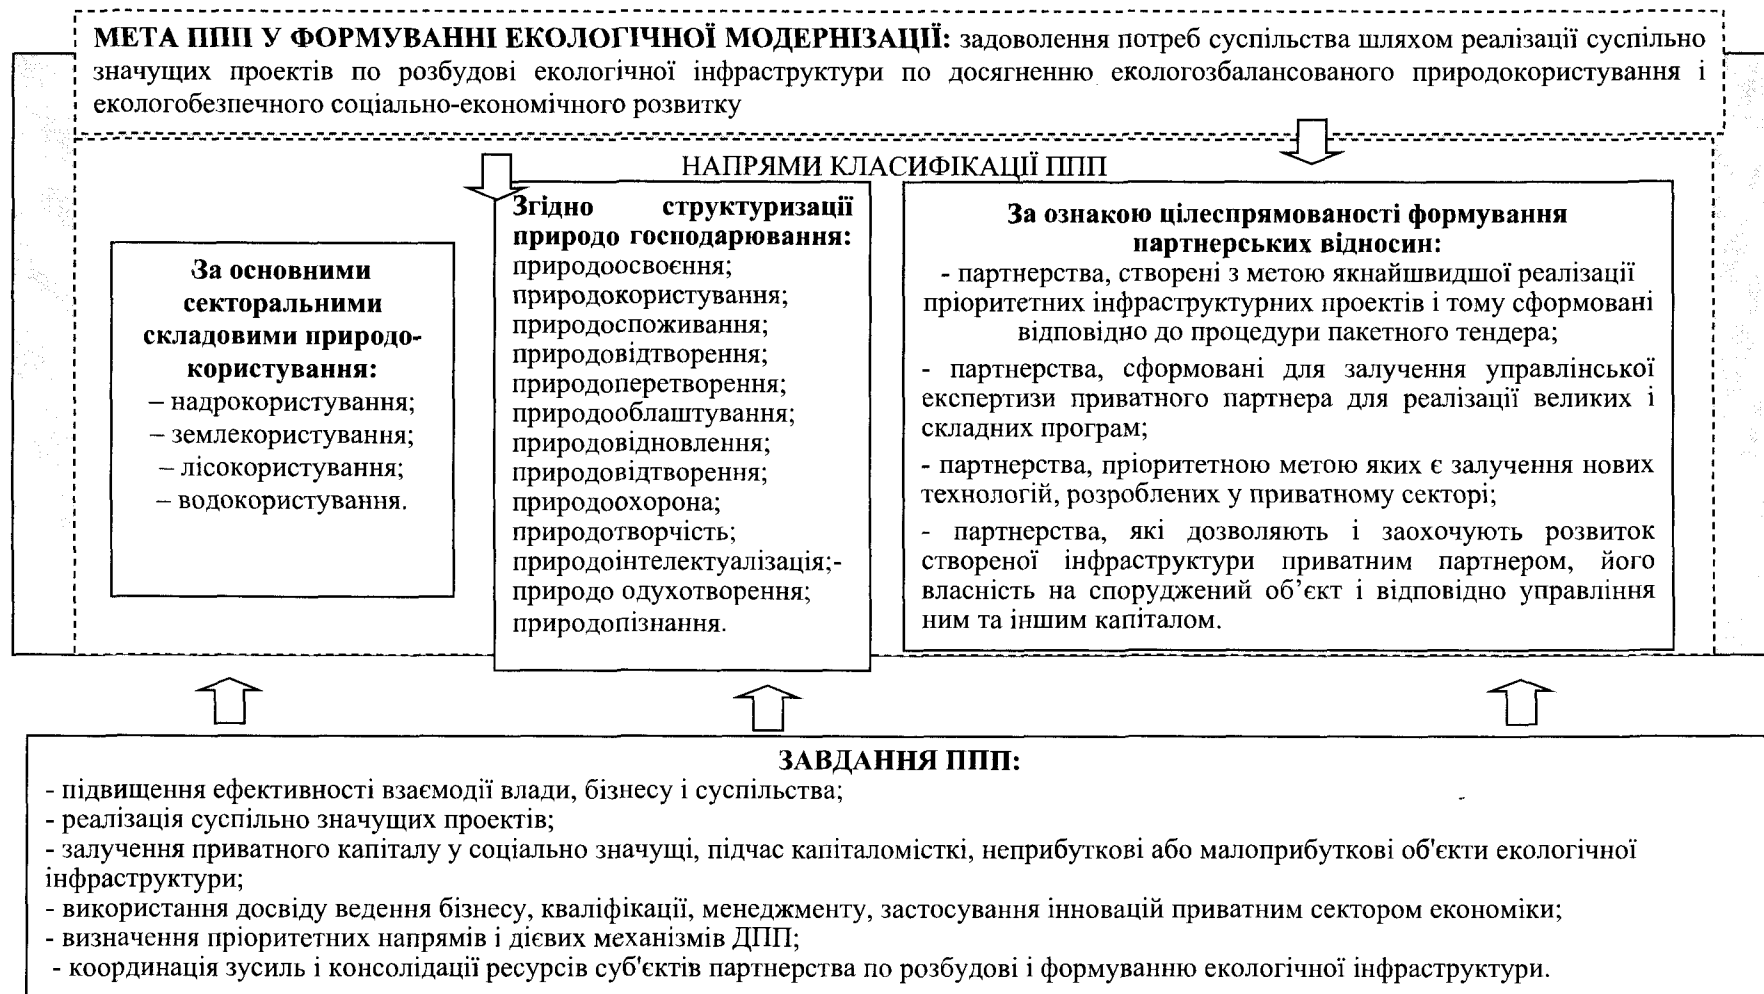 МЕТА ППП У ФОРМУВАННІ ЕКОЛОГІЧНОЇ МОДЕРНІЗАЦІЇ: задоволення потреб суспільства шляхом реалізації суспільно
значущих проектів по розбудові екологічної інфраструктури по досягненню екологозбалансованого природокористування і
екологобезпечного соціально-економічного розвитку
НАПРЯМИ КЛАСИФІКАЦІЇ ППП
За основними
секторальними
складовими природо-
користування:
– надрокористування;
– землекористування;
– лісокористування;
– водокористування.
Згідно структуризації
природо господарювання:
природоосвоєння;
природокористування;
природоспоживання;
природовідтворення;
природоперетворення;
природооблаштування;
природовідновлення;
природовідтворення;
природоохорона;
природотворчість;
природоінтелектуалізація;-
природо одухотворення;
природопізнання.
За ознакою цілеспрямованості формування
партнерських відносин:
- партнерства, створені з метою якнайшвидшої реалізації
пріоритетних інфраструктурних проектів і тому сформовані
відповідно до процедури пакетного тендера;
- партнерства, сформовані для залучення управлінської
експертизи приватного партнера для реалізації великих і
складних програм;
- партнерства, пріоритетною метою яких є залучення нових
технологій, розроблених у приватному секторі;
- партнерства, які дозволяють і заохочують розвиток
створеної інфраструктури приватним партнером, його
власність на споруджений об’єкт і відповідно управління
ним та іншим капіталом.
ЗАВДАННЯ ППП:
- підвищення ефективності взаємодії влади, бізнесу і суспільства;
- реалізація суспільно значущих проектів;
- залучення приватного капіталу у соціально значущі, підчас капіталомісткі, неприбуткові або малоприбуткові об'єкти екологічної
інфраструктури;
- використання досвіду ведення бізнесу, кваліфікації, менеджменту, застосування інновацій приватним сектором економіки;
- визначення пріоритетних напрямів і дієвих механізмів ДПП;
- координація зусиль і консолідації ресурсів суб'єктів партнерства по розбудові і формуванню екологічної інфраструктури.